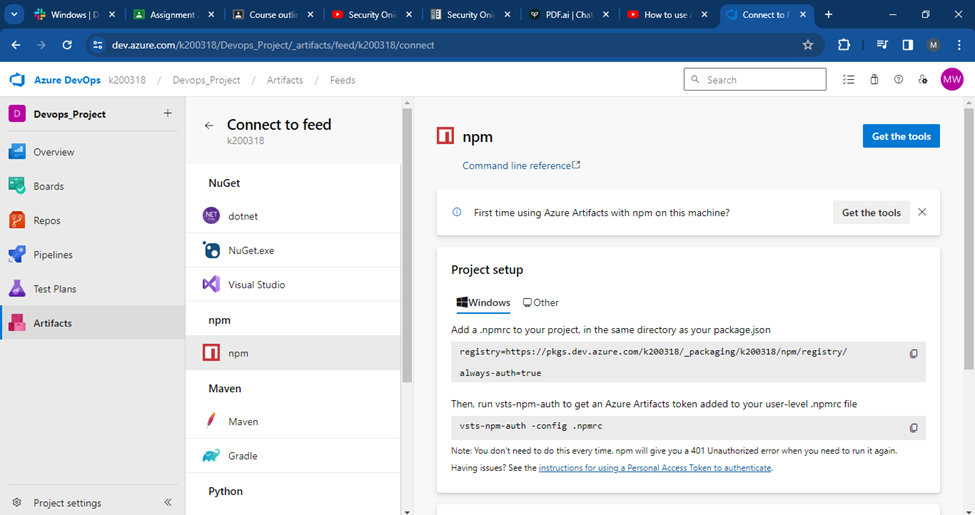 Windows | D
Assignment
Course outlin
Security Oni
Security Oni
PDF.ai | Chat
How to use A
Connect to f
dev.azure.com/k200318/Devops_Project/_artifacts/feed/k200318/connect
M
Azure DevOps k200318 / Devops_Project / Artifacts / Feeds
Search
MW
D Devops_Project
Overview
Boards
Repos
Pipelines
Test Plans
Artifacts
Project settings
Connect to feed
k200318
NuGet
dotnet
NuGet.exe
Visual Studio
npm
npm
Maven
Maven
Gradle
Python
npm
Get the tools
Command line reference
First time using Azure Artifacts with npm on this machine?
Get the tools
Project setup
Windows
Other
Add a .npmrc to your project, in the same directory as your package.json
registry=https://pkgs.dev.azure.com/k200318/_packaging/k200318/npm/registry/
always-auth=true
Then, run vsts-npm-auth to get an Azure Artifacts token added to your user-level .npmrc file
vsts-npm-auth -config .npmrc
Note: You don't need to do this every time. npm will give you a 401 Unauthorized error when you need to run it again.
Having issues? See the instructions for using a Personal Access Token to authenticate.